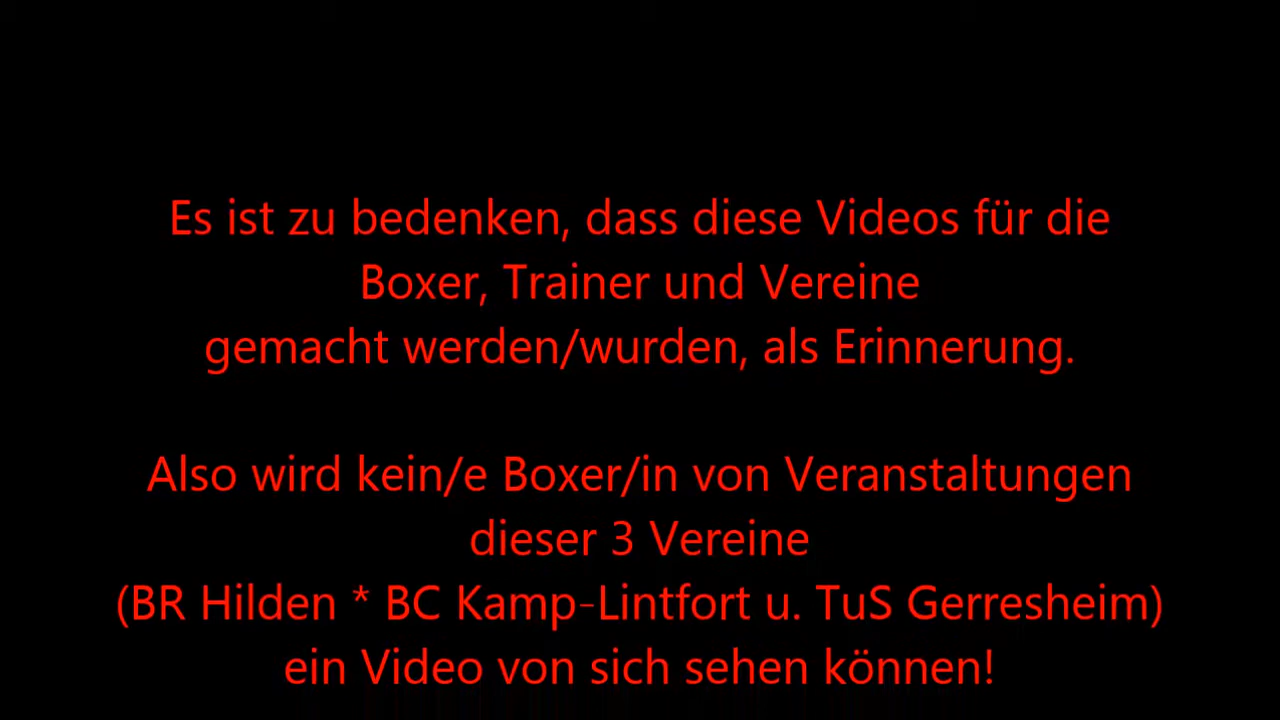 Es ist zu bedenken, dass diese Videos für die
Boxer, Trainer und Vereine
gemacht werden/wurden, als Erinnerung.
Also wird kein/e Boxer/in von Veranstaltungen
dieser 3 Vereine
(BR Hilden * BC Kamp-Lintfort u. TuS Gerresheim)
ein Video von sich sehen können!